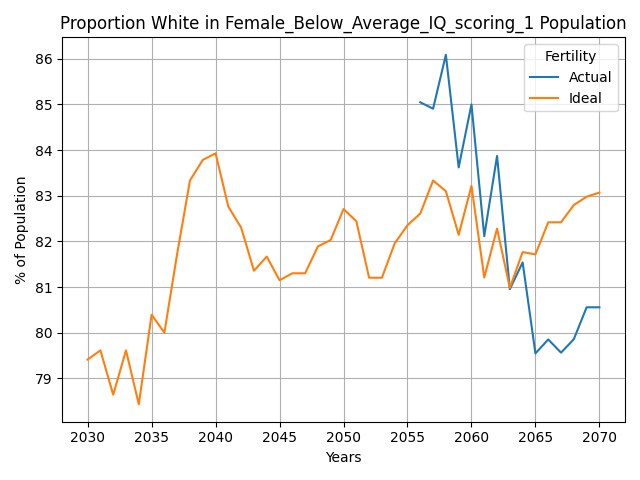 Proportion White in Female_Below_Average_IQ_scoring_1 Population
Fertility
Actual
Ideal
% of Population
86
85
84
83
82
81
80
79
2030 2035 2040 2045 2050 2055 2060 2065 2070
Years